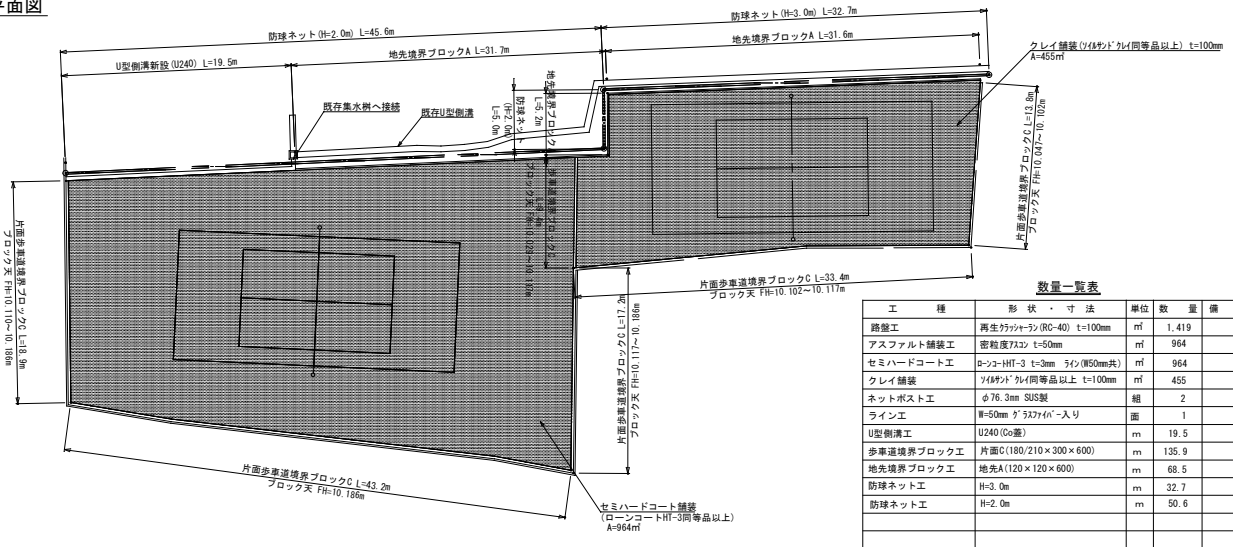 平面図
防球ネット(H=2.0m) L=45.6m
防球ネット(H=3.0m) L=32.7m
U型側溝新設(U240) L=19.5m
地先境界ブロックA L=31.7m
地先境界ブロックA L=31.6m
クレイ舗装(ソイルサンド・クレイ同等品以上) t=100mm
A=455㎡
既存集水桝へ接続
既存U型側溝
地先境界ブロックA
L=5.2m
防球ネット
(H=2.0m)
L=5.0m
片面歩車道境界ブロックC L=13.8m
ブロック天 FH=10.047~10.102m
片面歩車道境界ブロックC L=18.9m
ブロック天 FH=10.110~10.186m
片面歩車道境界ブロックC L=33.4m
ブロック天 FH=10.102~10.117m
片面歩車道境界ブロックC L=17.2m
ブロック天 FH=10.117~10.186m
片面歩車道境界ブロックC L=43.2m
ブロック天 FH=10.186m
セミハードコート舗装
(ローンコートHT-3同等品以上)
A=964㎡
数量一覧表
工 種 形 状 ・ 寸 法 単位 数 量 備
路盤工 再生クラッシャーラン(RC-40) t=100mm ㎡ 1,419
アスファルト舗装工 密粒度アスコン t=50mm ㎡ 964
セミハードコート工 ローンコートHT-3 t=3mm ライン(W50mm共) ㎡ 964
クレイ舗装 ソイルサンド・クレイ同等品以上 t=100mm ㎡ 455
ネットポスト工 φ76.3mm SUS製 組 2
ラインエ W=50mm グラスファイバー入り 面 1
U型側溝工 U240(Co蓋) m 19.5
歩車道境界ブロック工 片面C(180/210×300×600) m 135.9
地先境界ブロック工 地先A(120×120×600) m 68.5
防球ネット工 H=3.0m m 32.7
防球ネット工 H=2.0m m 50.6